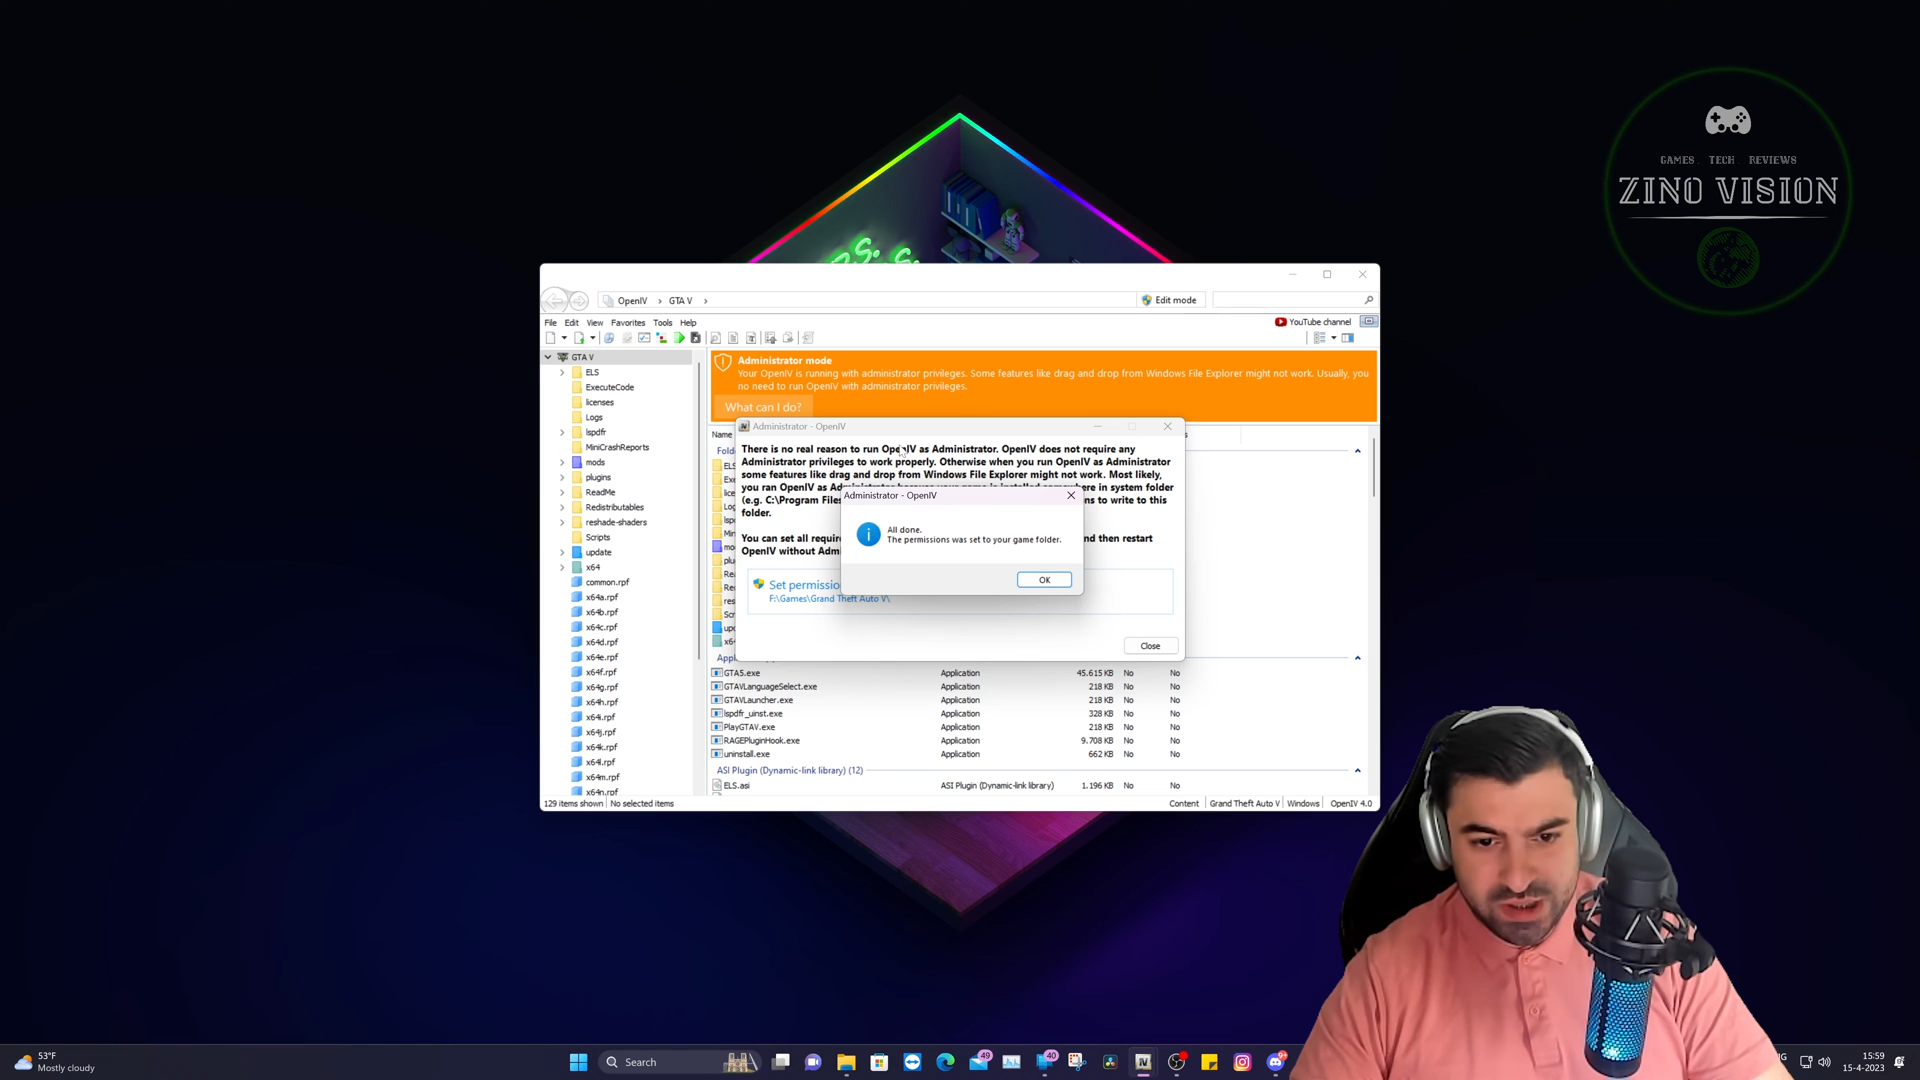 GAMES. TECH. REVIEWS
ZINO VISION
OpenIV › GTA V ›
Edit mode
File Edit View Favorites Tools Help
YouTube channel
GTA V
ELS
ExecuteCode
licenses
Logs
lspdfr
MiniCrashReports
mods
plugins
ReadMe
Redistributables
reshade-shaders
Scripts
update
x64
common.rpf
x64a.rpf
x64b.rpf
x64c.rpf
x64d.rpf
x64e.rpf
x64f.rpf
x64g.rpf
x64h.rpf
x64i.rpf
x64j.rpf
x64k.rpf
x64l.rpf
x64m.rpf
x64n.rpf
Administrator mode
Your OpenIV is running with administrator privileges. Some features like drag and drop from Windows File Explorer might not work. Usually, you
no need to run OpenIV with administrator privileges.
What can I do?
Name
Administrator - OpenIV
There is no real reason to run OpenIV as Administrator. OpenIV does not require any
Administrator privileges to work properly. Otherwise when you run OpenIV as Administrator
some features like drag and drop from Windows File Explorer might not work. Most likely,
you ran OpenIV as Administrator because your game is installed somewhere in system folder
(e.g. C:\Program Files
to write to this
folder.
You can set all
and then restart
OpenIV without
Administrator - OpenIV
All done.
The permissions was set to your game folder.
OK
Set
F:\Games\Grand Theft Auto V\
Close
GTA5.exe Application 45.615 KB No No
GTAVLanguageSelect.exe Application 218 KB No No
GTAVLauncher.exe Application 218 KB No No
lspdfr_uinst.exe Application 328 KB No No
PlayGTAV.exe Application 218 KB No No
RAGEPluginHook.exe Application 9.708 KB No No
uninstall.exe Application 662 KB No No
ASI Plugin (Dynamic-link library) (12)
ELS.asi ASI Plugin (Dynamic-link library) 1.196 KB No No
129 items shown No selected items
Content Grand Theft Auto V Windows OpenIV 4.0
53°F
Mostly cloudy
Search
49
40
9+
15:59
15-4-2023